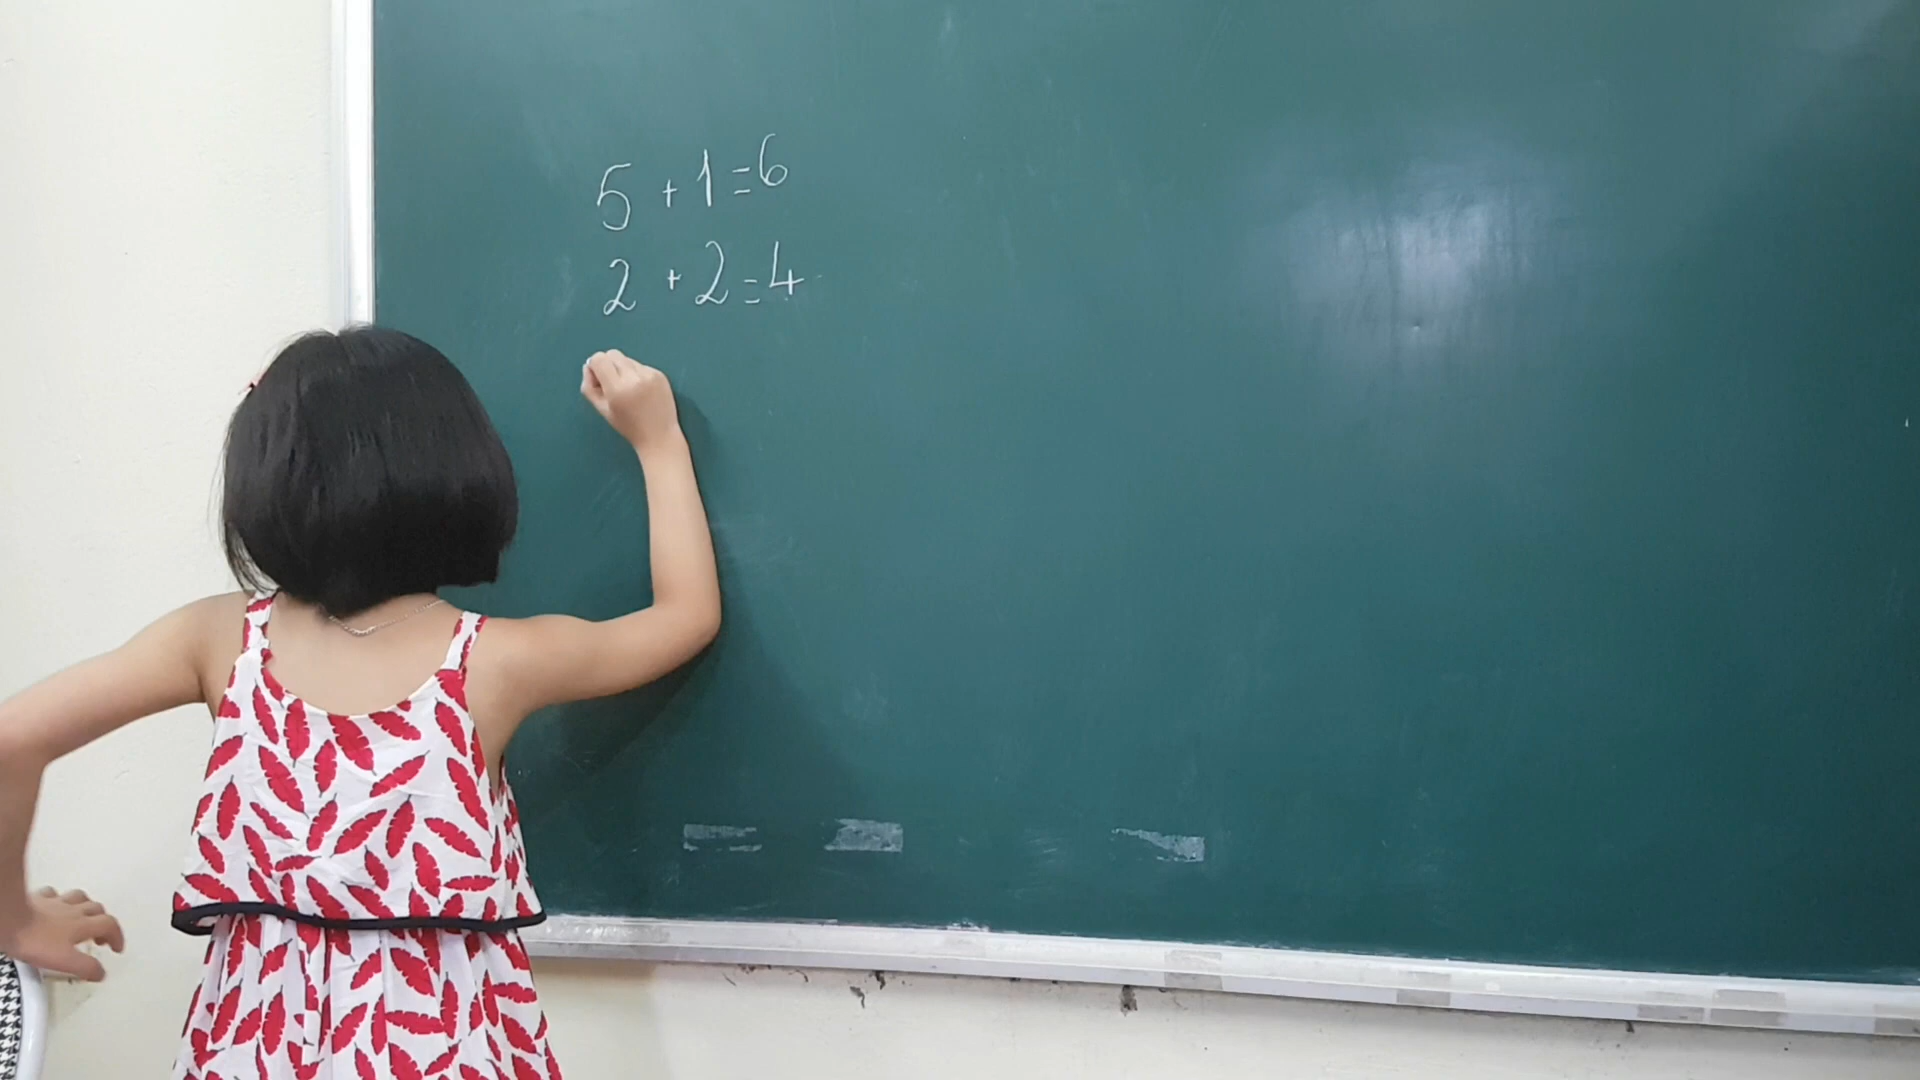 5 + 1 = 6
2 + 2 = 4